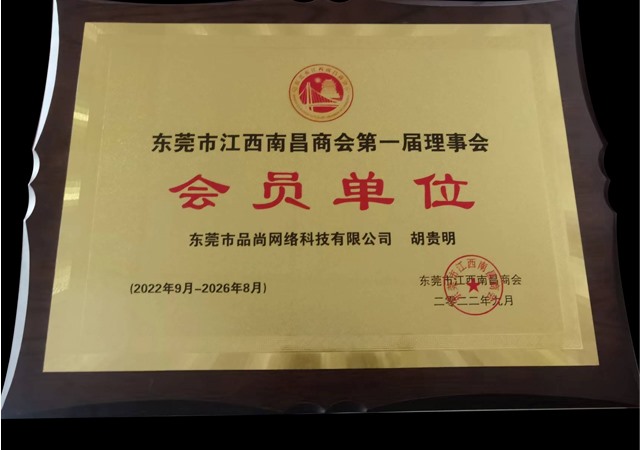 东莞市江西南昌商会第一届理事会
会员单位
东莞市品尚网络科技有限公司 胡贵明
(2022年9月-2026年8月)
东莞市江西南昌商会
二零二二年九月